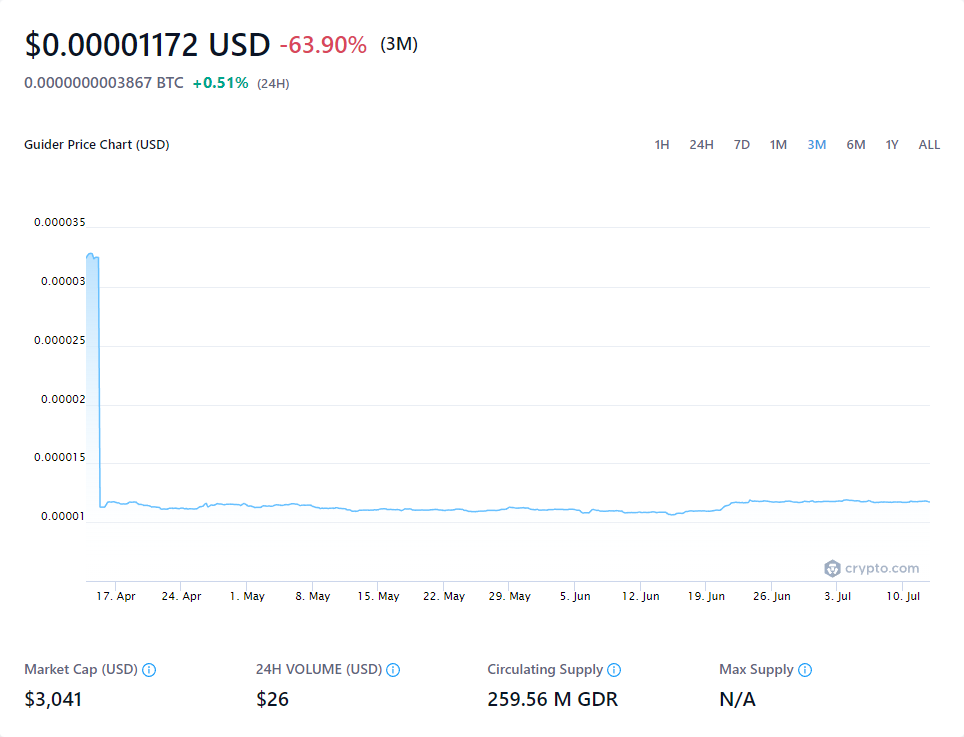 $0.00001172 USD -63.90% (3M)
0.0000000003867 BTC +0.51% (24H)
Guider Price Chart (USD) 1H 24H 7D 1M 3M 6M 1Y ALL
0.000035
0.00003
0.000025
0.00002
0.000015
0.00001
crypto.com
17. Apr 24. Apr 1. May 8. May 15. May 22. May 29. May 5. Jun 12. Jun 19. Jun 26. Jun 3. Jul 10. Jul
Market Cap (USD) 24H VOLUME (USD) Circulating Supply Max Supply
$3,041 $26 259.56 M GDR N/A